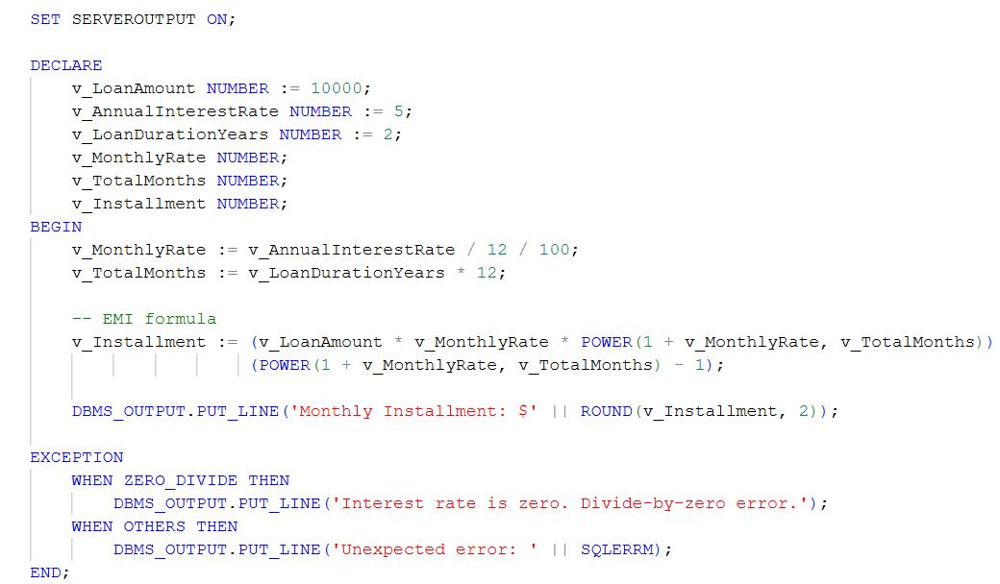 SET SERVEROUTPUT ON;
DECLARE
v_LoanAmount NUMBER := 10000;
v_AnnualInterestRate NUMBER := 5;
v_LoanDurationYears NUMBER := 2;
v_MonthlyRate NUMBER;
v_TotalMonths NUMBER;
v_Installment NUMBER;
BEGIN
v_MonthlyRate := v_AnnualInterestRate / 12 / 100;
v_TotalMonths := v_LoanDurationYears * 12;
-- EMI formula
v_Installment := (v_LoanAmount * v_MonthlyRate * POWER(1 + v_MonthlyRate, v_TotalMonths))
(POWER(1 + v_MonthlyRate, v_TotalMonths) - 1);
DBMS_OUTPUT.PUT_LINE('Monthly Installment: $' || ROUND(v_Installment, 2));
EXCEPTION
WHEN ZERO_DIVIDE THEN
DBMS_OUTPUT.PUT_LINE('Interest rate is zero. Divide-by-zero error.');
WHEN OTHERS THEN
DBMS_OUTPUT.PUT_LINE('Unexpected error: ' || SQLERRM);
END;